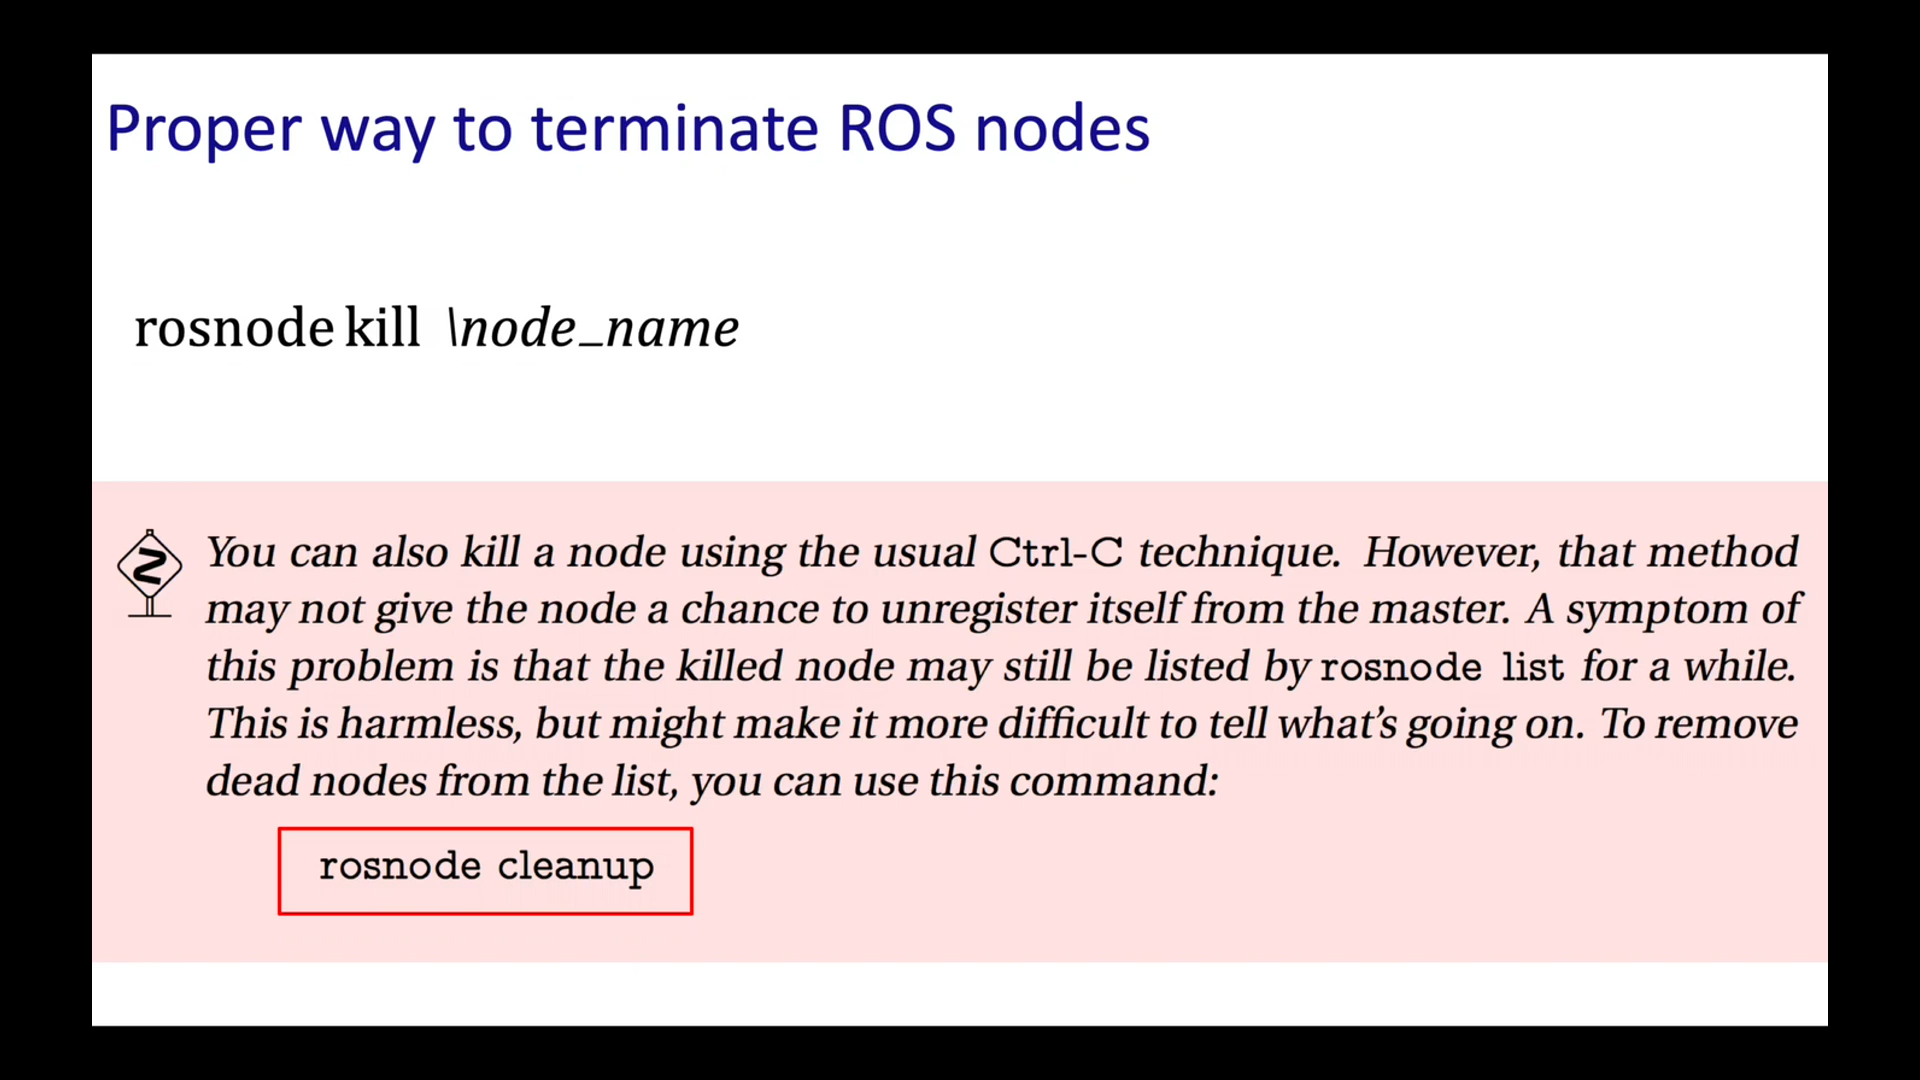 Proper way to terminate ROS nodes
rosnode kill \node_name
You can also kill a node using the usual Ctrl-C technique. However, that method
may not give the node a chance to unregister itself from the master. A symptom of
this problem is that the killed node may still be listed by rosnode list for a while.
This is harmless, but might make it more difficult to tell what's going on. To remove
dead nodes from the list, you can use this command:
rosnode cleanup